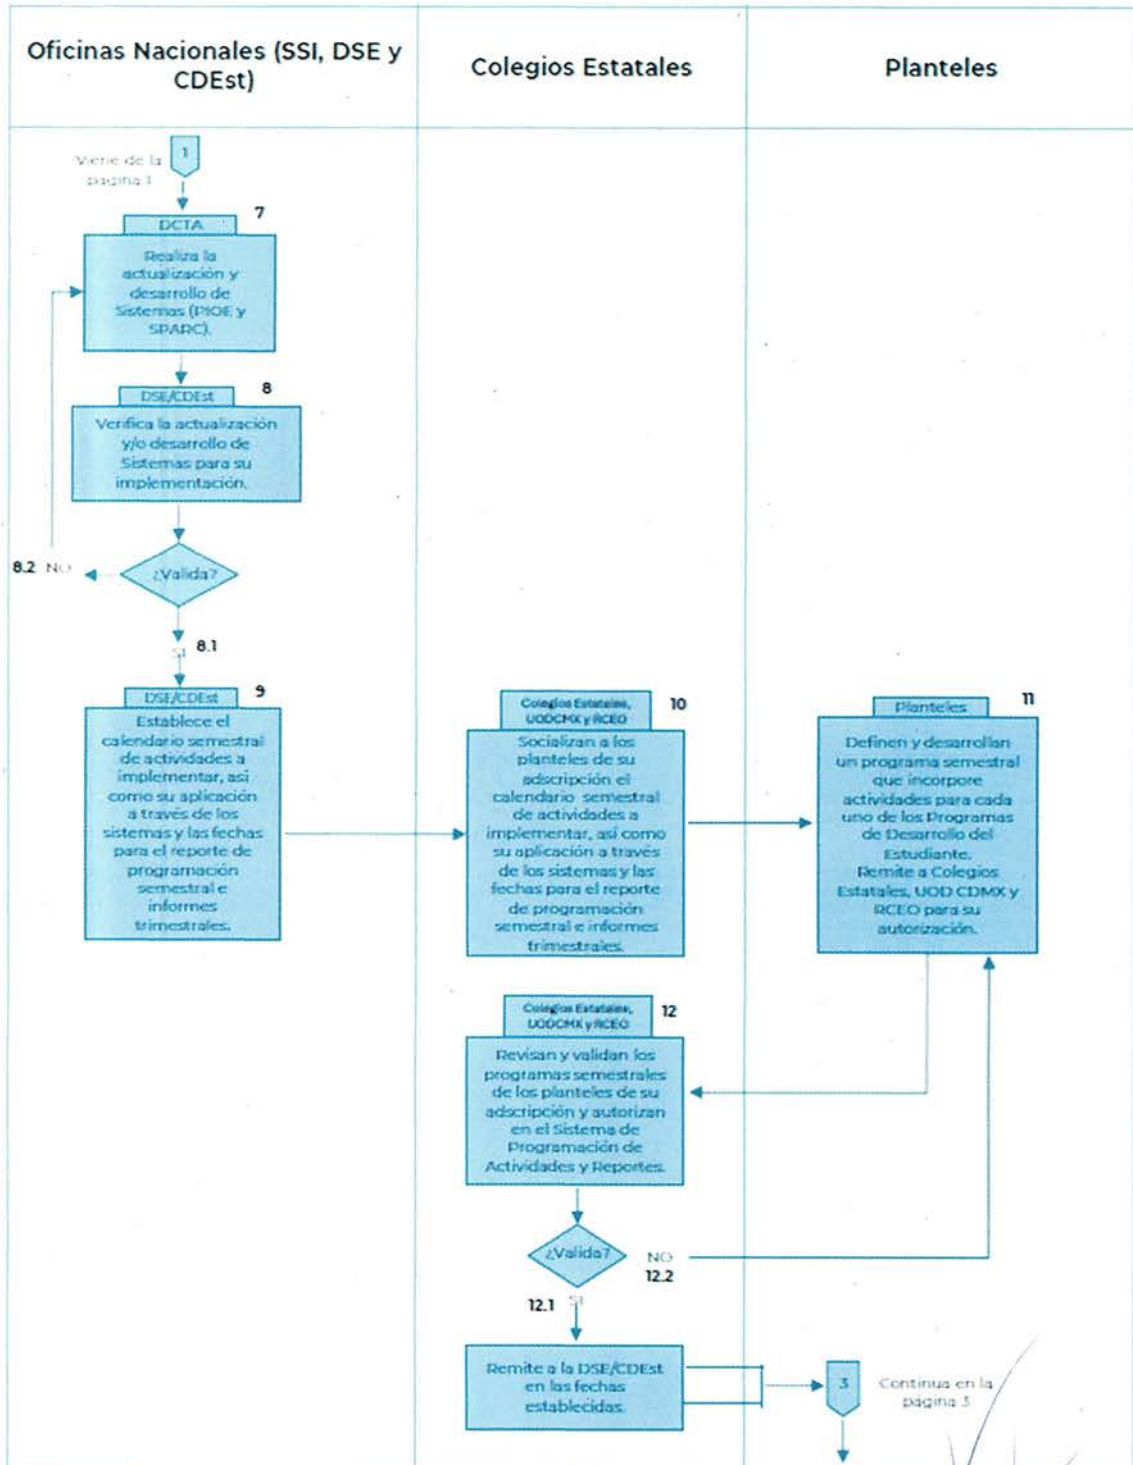 Oficinas Nacionales (SSI, DSE y
CDEst)
Colegios Estatales
Planteles
1
Viene de la
pagina 1
DCTA
7
Realiza la
actualización y
desarrollo de
Sistemas (PIOE y
SPARC).
DSE/CDEst
8
Verifica la actualización
y/o desarrollo de
Sistemas para su
implementación.
8.2 NO
¿Valida?
SI
8.1
DSE/CDEst
9
Establece el
calendario semestral
de actividades a
implementar, asi
como su aplicación
a través de los
sistemas y las fechas
para el reporte de
programación
semestral e
informes
trimestrales.
Colegios Estatales,
UODCMX y RCEO
10
Socializan a los
planteles de su
adscripción el
calendario semestral
de actividades a
implementar, así como
su aplicación a través
de los sistemas y las
fechas para el reporte
de programación
semestral e informes
trimestrales.
Planteles
11
Definen y desarrollan
un programa semestral
que incorpore
actividades para cada
uno de los Programas
de Desarrollo del
Estudiante.
Remite a Colegios
Estatales, UOD CDMX y
RCEO para su
autorización.
Colegios Estatales,
UODCMX y RCEO
12
Revisan y validan los
programas semestrales
de los planteles de su
adscripción y autorizan
en el Sistema de
Programación de
Actividades y Reportes.
¿Valida?
NO
12.2
12.1
SI
Remite a la DSE/CDEst
en las fechas
establecidas.
3
Continua en la
página 3